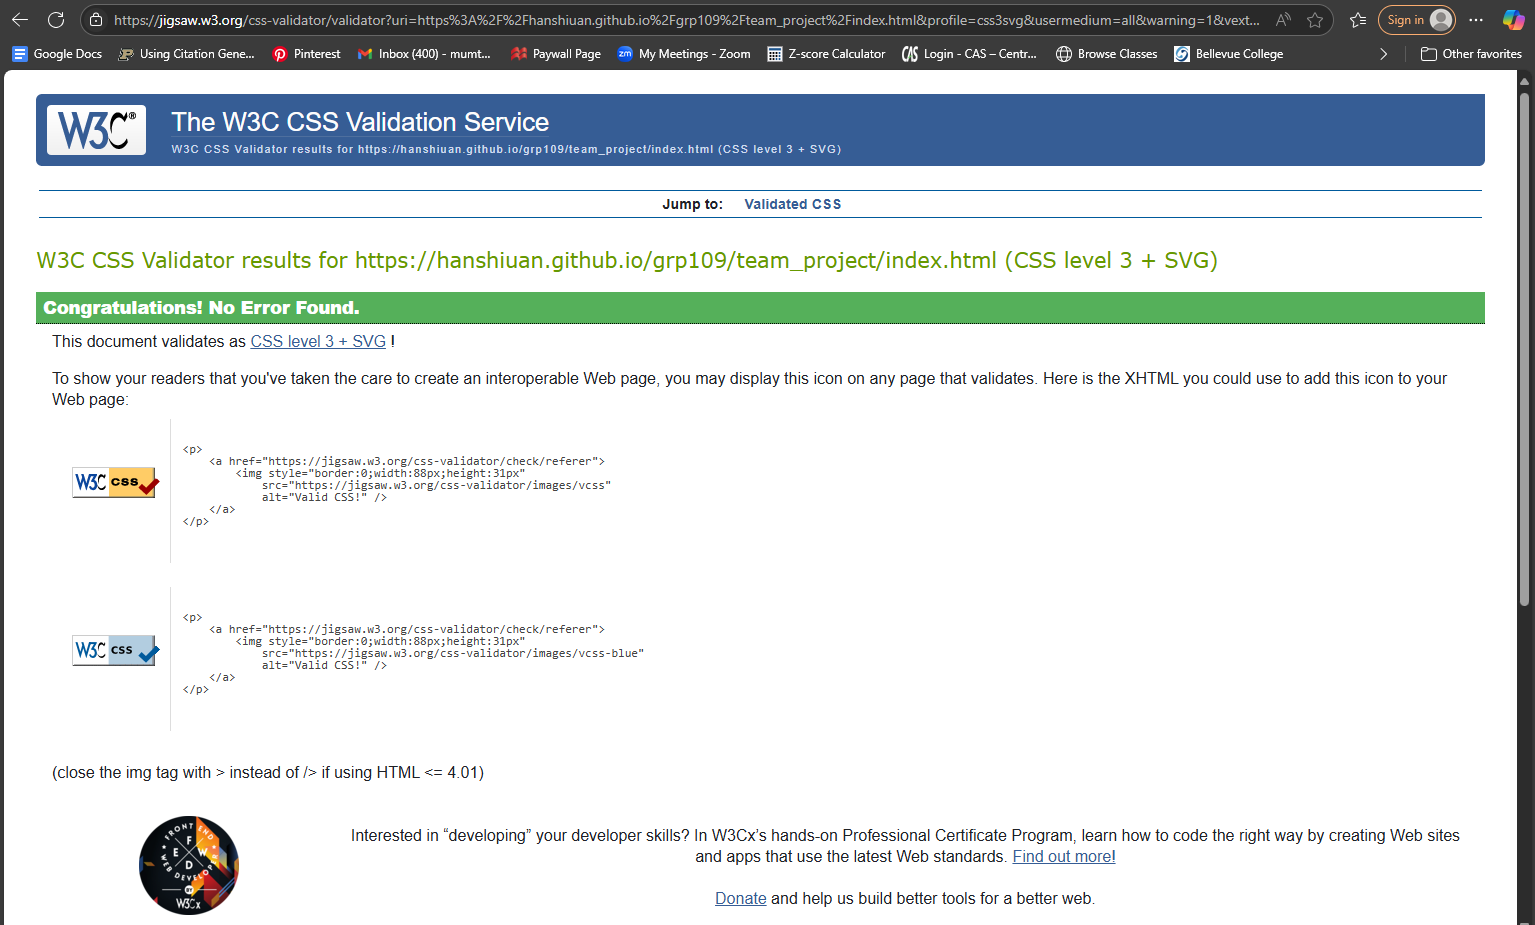 https://jigsaw.w3.org/css-validator/validator?uri=https%3A%2F%2Fhanshiuan.github.io%2Fgrp109%2Fteam_project%2Findex.html&profile=css3svg&usermedium=all&warning=1&vext...
Sign in
Google Docs
Using Citation Gene...
Pinterest
Inbox (400) - mumt...
Paywall Page
zm My Meetings - Zoom
Z-score Calculator
CAS Login - CAS – Centr...
Browse Classes
Bellevue College
Other favorites
W3C®
The W3C CSS Validation Service
W3C CSS Validator results for https://hanshiuan.github.io/grp109/team_project/index.html (CSS level 3 + SVG)
Jump to: Validated CSS
W3C CSS Validator results for https://hanshiuan.github.io/grp109/team_project/index.html (CSS level 3 + SVG)
Congratulations! No Error Found.
This document validates as CSS level 3 + SVG !
To show your readers that you've taken the care to create an interoperable Web page, you may display this icon on any page that validates. Here is the XHTML you could use to add this icon to your
Web page:
W3C css
<p>
<a href="https://jigsaw.w3.org/css-validator/check/referer">
<img style="border:0;width:88px;height:31px"
src="https://jigsaw.w3.org/css-validator/images/vcss"
alt="Valid CSS!" />
</a>
</p>
W3C css
<p>
<a href="https://jigsaw.w3.org/css-validator/check/referer">
<img style="border:0;width:88px;height:31px"
src="https://jigsaw.w3.org/css-validator/images/vcss-blue"
alt="Valid CSS!" />
</a>
</p>
(close the img tag with > instead of /> if using HTML <= 4.01)
FRONT END
WEB DEVELOPER
F
E W
D
BY
W3Cx
Interested in “developing” your developer skills? In W3Cx’s hands-on Professional Certificate Program, learn how to code the right way by creating Web sites
and apps that use the latest Web standards. Find out more!
Donate and help us build better tools for a better web.